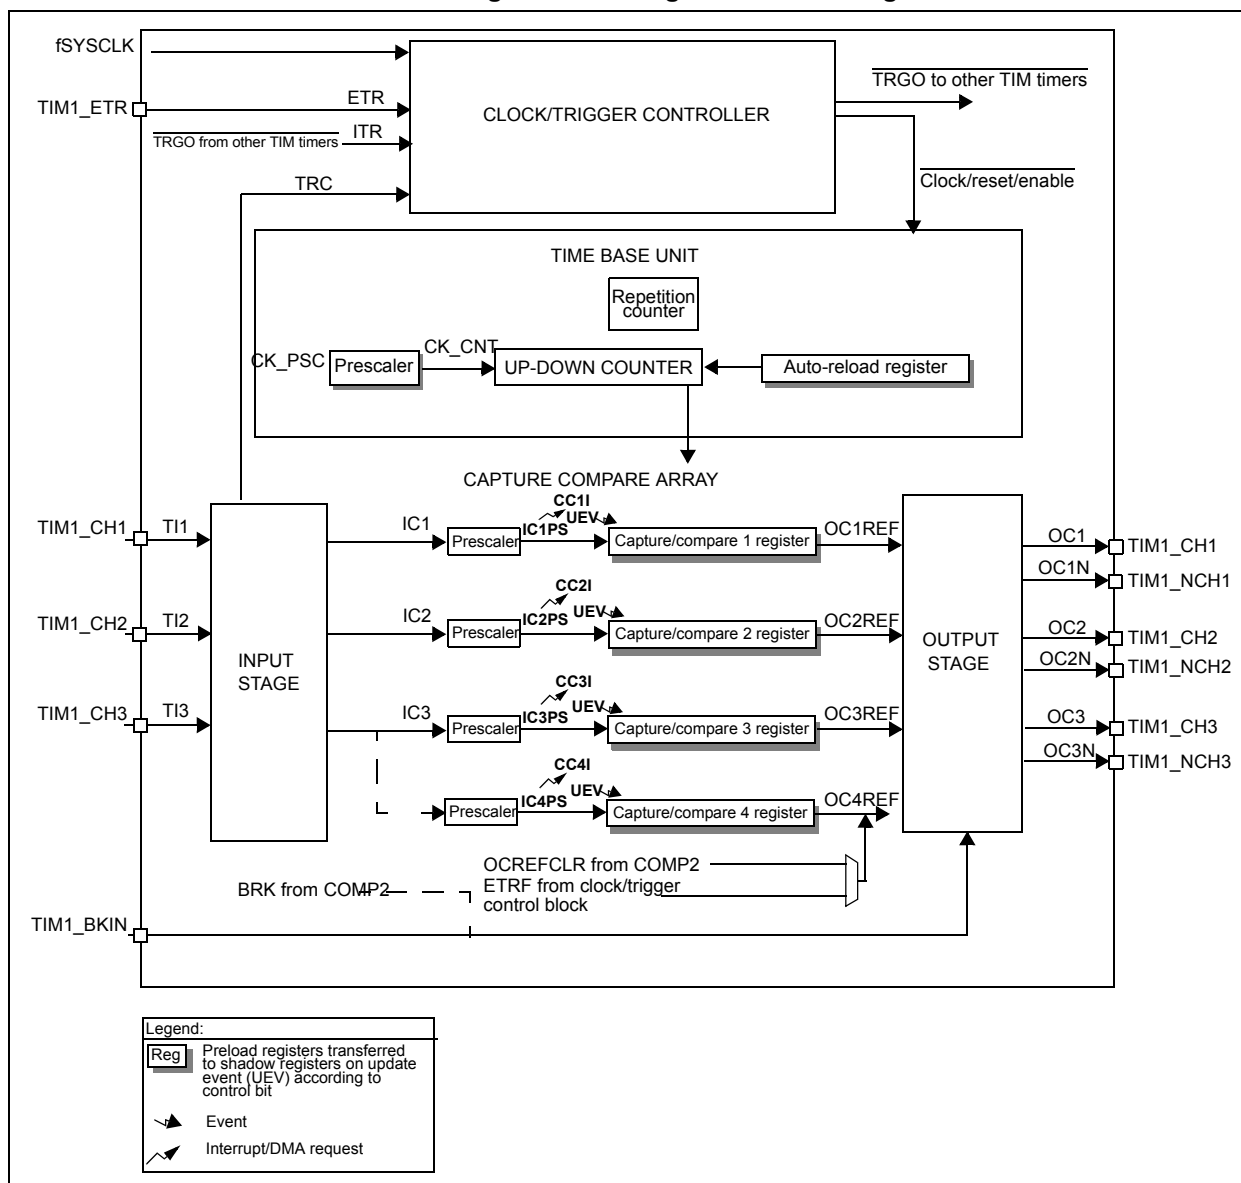 fSYSCLK
TIM1_ETR
ETR
TRGO from other TIM timers
ITR
TRC
CLOCK/TRIGGER CONTROLLER
TRGO to other TIM timers
Clock/reset/enable
TIME BASE UNIT
Repetition
counter
CK_PSC
Prescaler
CK_CNT
UP-DOWN COUNTER
Auto-reload register
CAPTURE COMPARE ARRAY
TIM1_CH1
TI1
IC1
Prescaler
CC1I
UEV
IC1PS
Capture/compare 1 register
OC1REF
OC1
TIM1_CH1
OC1N
TIM1_NCH1
TIM1_CH2
TI2
IC2
Prescaler
CC2I
UEV
IC2PS
Capture/compare 2 register
OC2REF
OC2
TIM1_CH2
OC2N
TIM1_NCH2
INPUT
STAGE
OUTPUT
STAGE
TIM1_CH3
TI3
IC3
Prescaler
CC3I
UEV
IC3PS
Capture/compare 3 register
OC3REF
OC3
TIM1_CH3
OC3N
TIM1_NCH3
Prescaler
CC4I
UEV
IC4PS
Capture/compare 4 register
OC4REF
OCREFCLR from COMP2
ETRF from clock/trigger
control block
BRK from COMP2
TIM1_BKIN
Legend:
Reg
Preload registers transferred
to shadow registers on update
event (UEV) according to
control bit
Event
Interrupt/DMA request